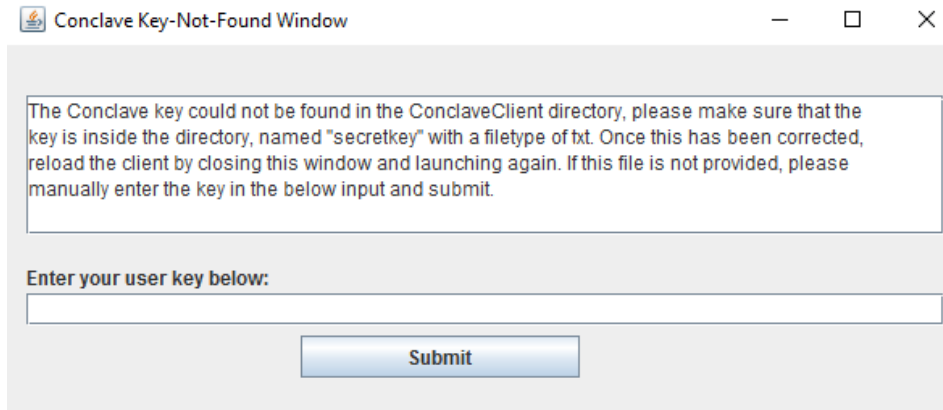 Conclave Key-Not-Found Window
The Conclave key could not be found in the ConclaveClient directory, please make sure that the
key is inside the directory, named "secretkey" with a filetype of txt. Once this has been corrected,
reload the client by closing this window and launching again. If this file is not provided, please
manually enter the key in the below input and submit.
Enter your user key below:
Submit